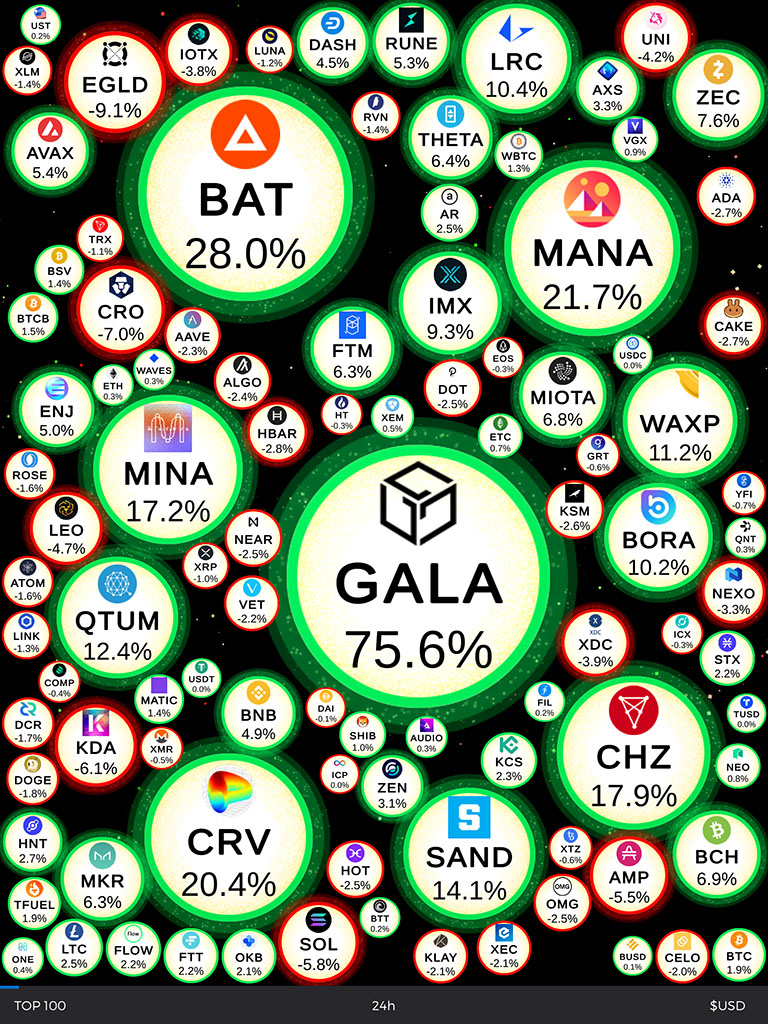 UST
0.2%
XLM
-1.4%
EGLD
-9.1%
IOTX
-3.8%
LUNA
-1.2%
DASH
4.5%
RUNE
5.3%
LRC
10.4%
UNI
-4.2%
AXS
3.3%
ZEC
7.6%
AVAX
5.4%
BAT
28.0%
RVN
-1.4%
THETA
6.4%
WBTC
1.3%
VGX
0.9%
a
AR
2.5%
MANA
21.7%
ADA
-2.7%
TRX
-1.1%
BSV
1.4%
BTCB
1.5%
CRO
-7.0%
AAVE
-2.3%
IMX
9.3%
CAKE
-2.7%
FTM
6.3%
EOS
-0.3%
USDC
0.0%
WAVES
0.3%
ETH
0.3%
ALGO
-2.4%
DOT
-2.5%
MIOTA
6.8%
WAXP
11.2%
ENJ
5.0%
MINA
17.2%
HBAR
-2.8%
HT
-0.3%
XEM
0.5%
ETC
0.7%
GRT
-0.6%
ROSE
-1.6%
LEO
-4.7%
NEAR
-2.5%
GALA
75.6%
KSM
-2.6%
BORA
10.2%
YFI
-0.7%
QNT
0.3%
ATOM
-1.6%
XRP
-1.0%
VET
-2.2%
NEXO
-3.3%
QTUM
12.4%
LINK
-1.3%
XDC
XDC
-3.9%
ICX
-0.3%
STX
2.2%
COMP
-0.4%
USDT
0.0%
MATIC
1.4%
BNB
4.9%
DAI
-0.1%
FIL
0.2%
CHZ
17.9%
TUSD
0.0%
DCR
-1.7%
KDA
-6.1%
XMR
-0.5%
SHIB
1.0%
AUDIO
0.3%
KCS
2.3%
NEO
0.8%
DOGE
-1.8%
ICP
0.0%
ZEN
3.1%
CRV
20.4%
SAND
14.1%
HNT
2.7%
MKR
6.3%
HOT
-2.5%
XTZ
-0.6%
AMP
-5.5%
BCH
6.9%
TFUEL
1.9%
BTT
0.2%
OMG
OMG
-2.5%
ONE
0.4%
LTC
2.5%
Flow
FLOW
2.2%
FTT
2.2%
OKB
2.1%
SOL
-5.8%
KLAY
-2.1%
XEC
-2.1%
BUSD
0.1%
CELO
-2.0%
BTC
1.9%
TOP 100
24h
$USD